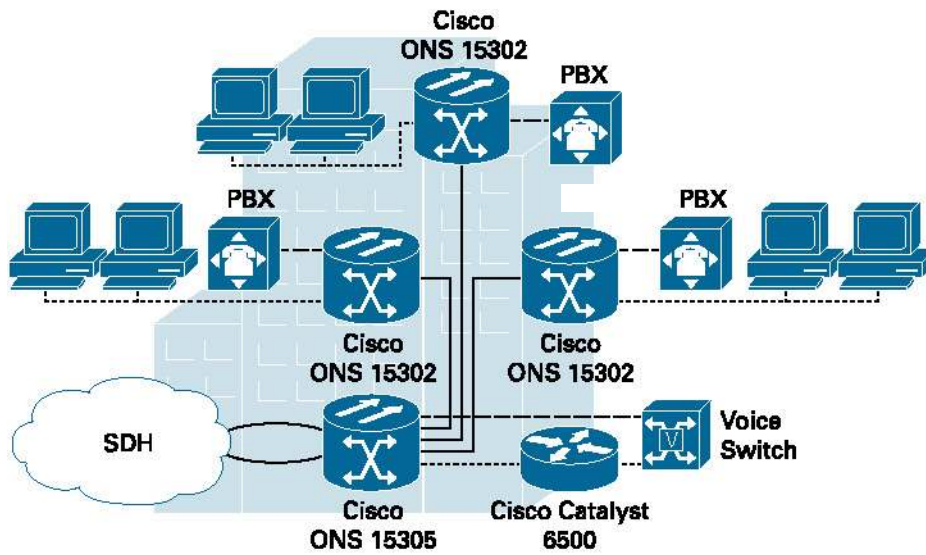 Cisco
ONS 15302
PBX
PBX
PBX
Cisco
ONS 15302
Cisco
ONS 15302
SDH
Voice
Switch
V
Cisco
ONS 15305
Cisco Catalyst
6500